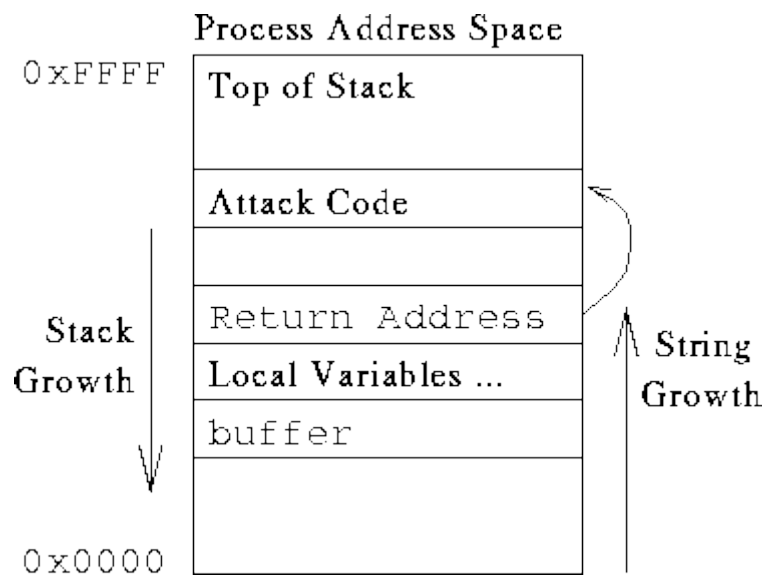 Process Address Space
0xFFFF
Top of Stack
Attack Code
Return Address
Stack
Growth
Local Variables ...
String
Growth
buffer
0x0000